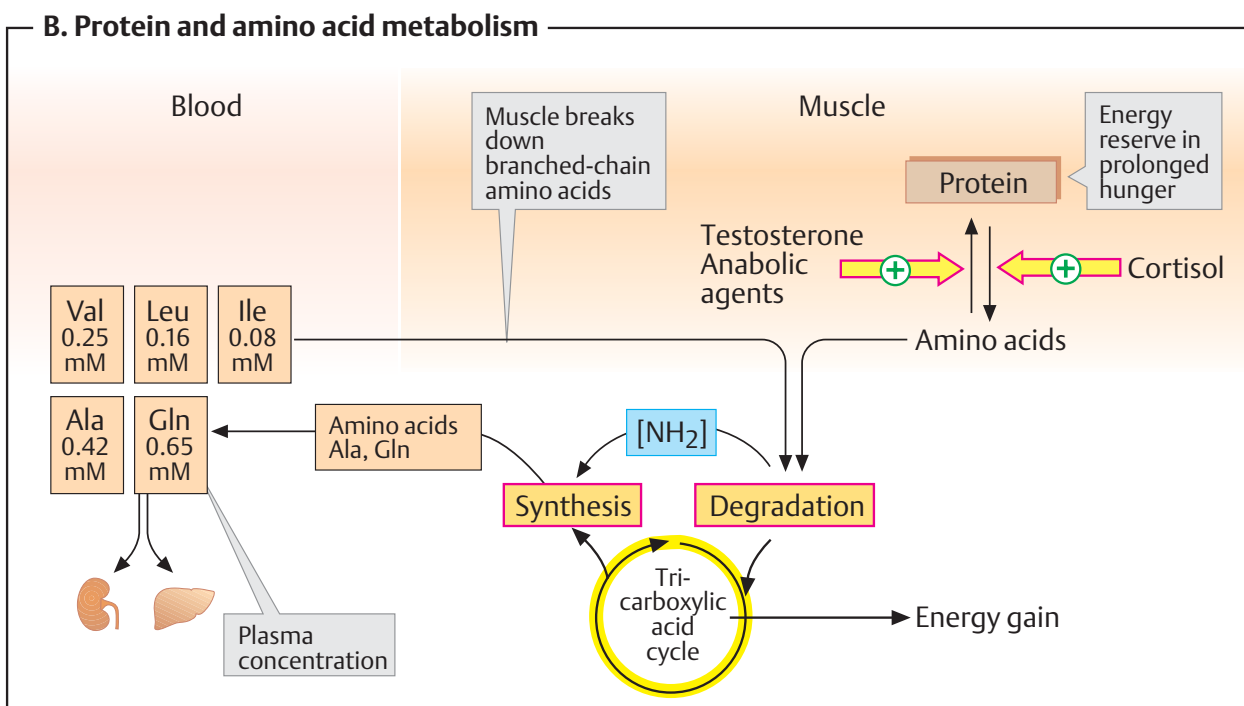 B. Protein and amino acid metabolism
Blood
Muscle
Muscle breaks
down
branched-chain
amino acids
Energy
reserve in
prolonged
hunger
Protein
Testosterone
Anabolic
agents
+
+
Cortisol
Amino acids
Val
0.25
mM
Leu
0.16
mM
Ile
0.08
mM
Ala
0.42
mM
Gln
0.65
mM
Amino acids
Ala, Gln
[NH₂]
Synthesis
Degradation
Tri-
carboxylic
acid
cycle
Energy gain
Plasma
concentration